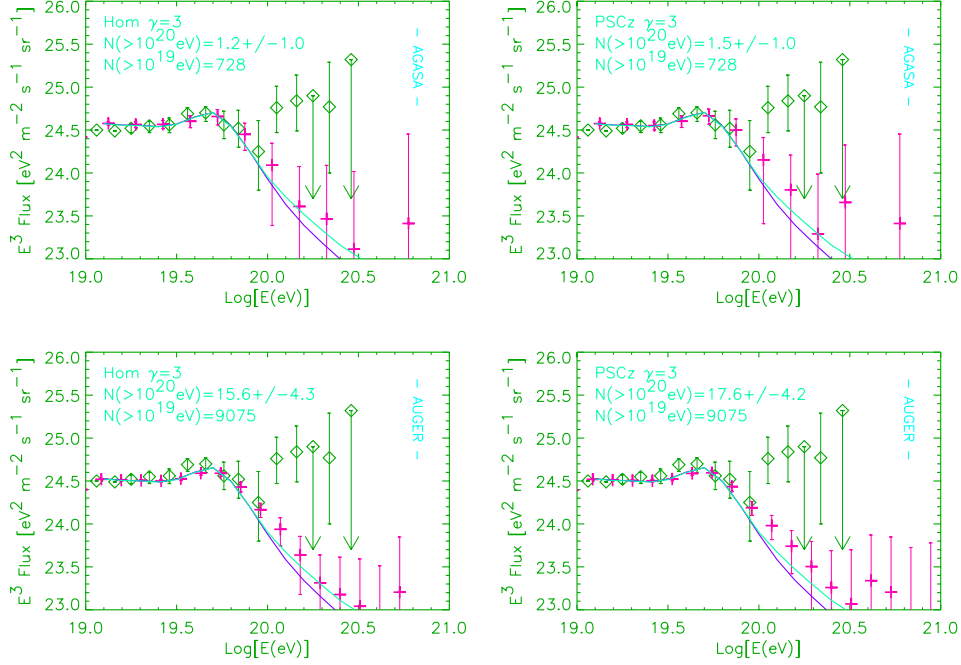 Hom γ=3
N(>10^20eV)=1.2+/−1.0
N(>10^19eV)=728
− AGASA −
E^3 Flux [eV^2 m^−2 s^−1 sr^−1]
26.0
25.5
25.0
24.5
24.0
23.5
23.0
19.0 19.5 20.0 20.5 21.0
Log[E(eV)]
PSCz γ=3
N(>10^20eV)=1.5+/−1.0
N(>10^19eV)=728
− AGASA −
E^3 Flux [eV^2 m^−2 s^−1 sr^−1]
26.0
25.5
25.0
24.5
24.0
23.5
23.0
19.0 19.5 20.0 20.5 21.0
Log[E(eV)]
Hom γ=3
N(>10^20eV)=15.6+/−4.3
N(>10^19eV)=9075
− AUGER −
E^3 Flux [eV^2 m^−2 s^−1 sr^−1]
26.0
25.5
25.0
24.5
24.0
23.5
23.0
19.0 19.5 20.0 20.5 21.0
Log[E(eV)]
PSCz γ=3
N(>10^20eV)=17.6+/−4.2
N(>10^19eV)=9075
− AUGER −
E^3 Flux [eV^2 m^−2 s^−1 sr^−1]
26.0
25.5
25.0
24.5
24.0
23.5
23.0
19.0 19.5 20.0 20.5 21.0
Log[E(eV)]